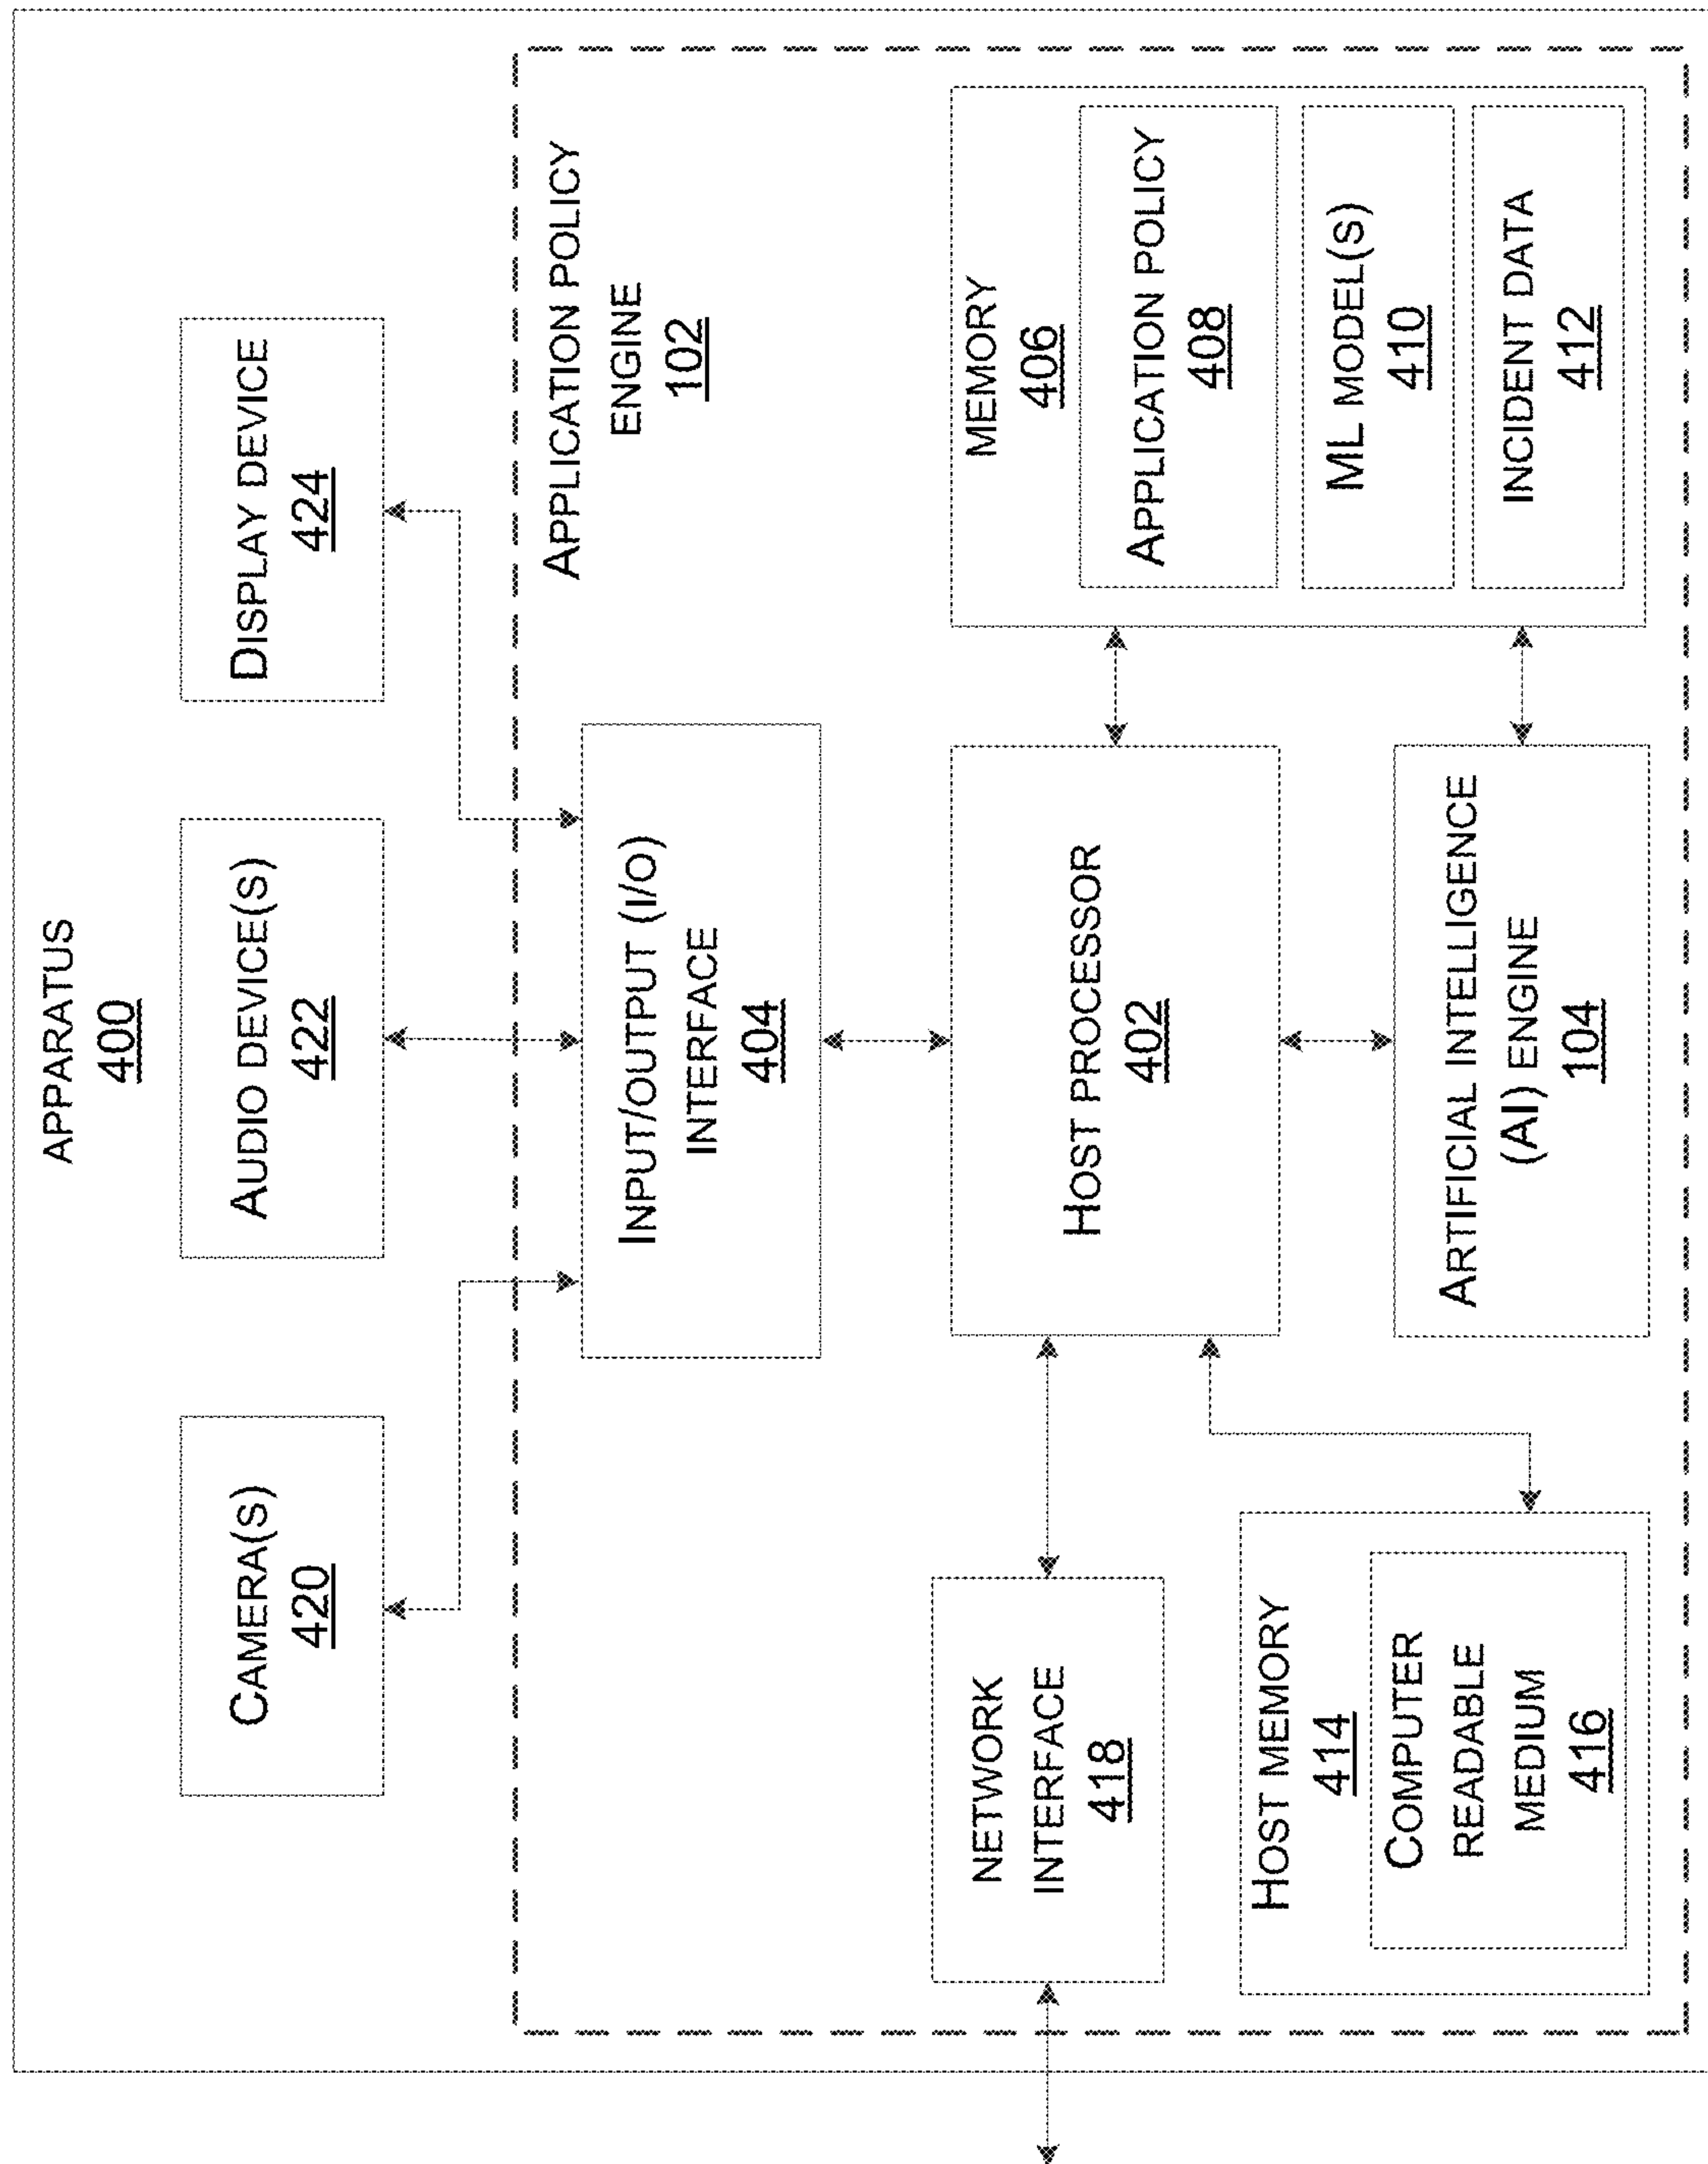 APPARATUS
400
CAMERA(S)
420
AUDIO DEVICE(S)
422
DISPLAY DEVICE
424
APPLICATION POLICY
ENGINE
102
INPUT/OUTPUT (I/O)
INTERFACE
404
NETWORK
INTERFACE
418
HOST PROCESSOR
402
MEMORY
406
APPLICATION POLICY
408
ML MODEL(S)
410
INCIDENT DATA
412
HOST MEMORY
414
COMPUTER
READABLE
MEDIUM
416
ARTIFICIAL INTELLIGENCE
(AI) ENGINE
104